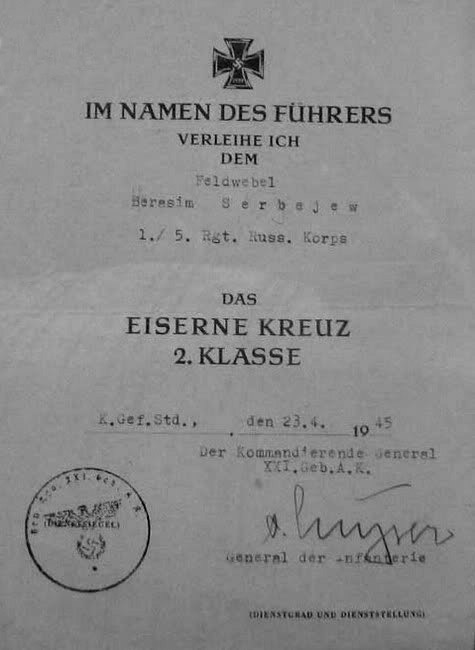 IM NAMEN DES FÜHRERS
VERLEIHE ICH
DEM
Feldwebel
Serbejew
1./ 5. Rgt. Russ. Korps
DAS
EISERNE KREUZ
2. KLASSE
K.Gef.Std., den 23.4. 1945
Der Kommandierende General
XXI.Geb.A.K.
General der Infanterie
(DIENSTSIEGEL)
(DIENSTGRAD UND DIENSTSTELLUNG)